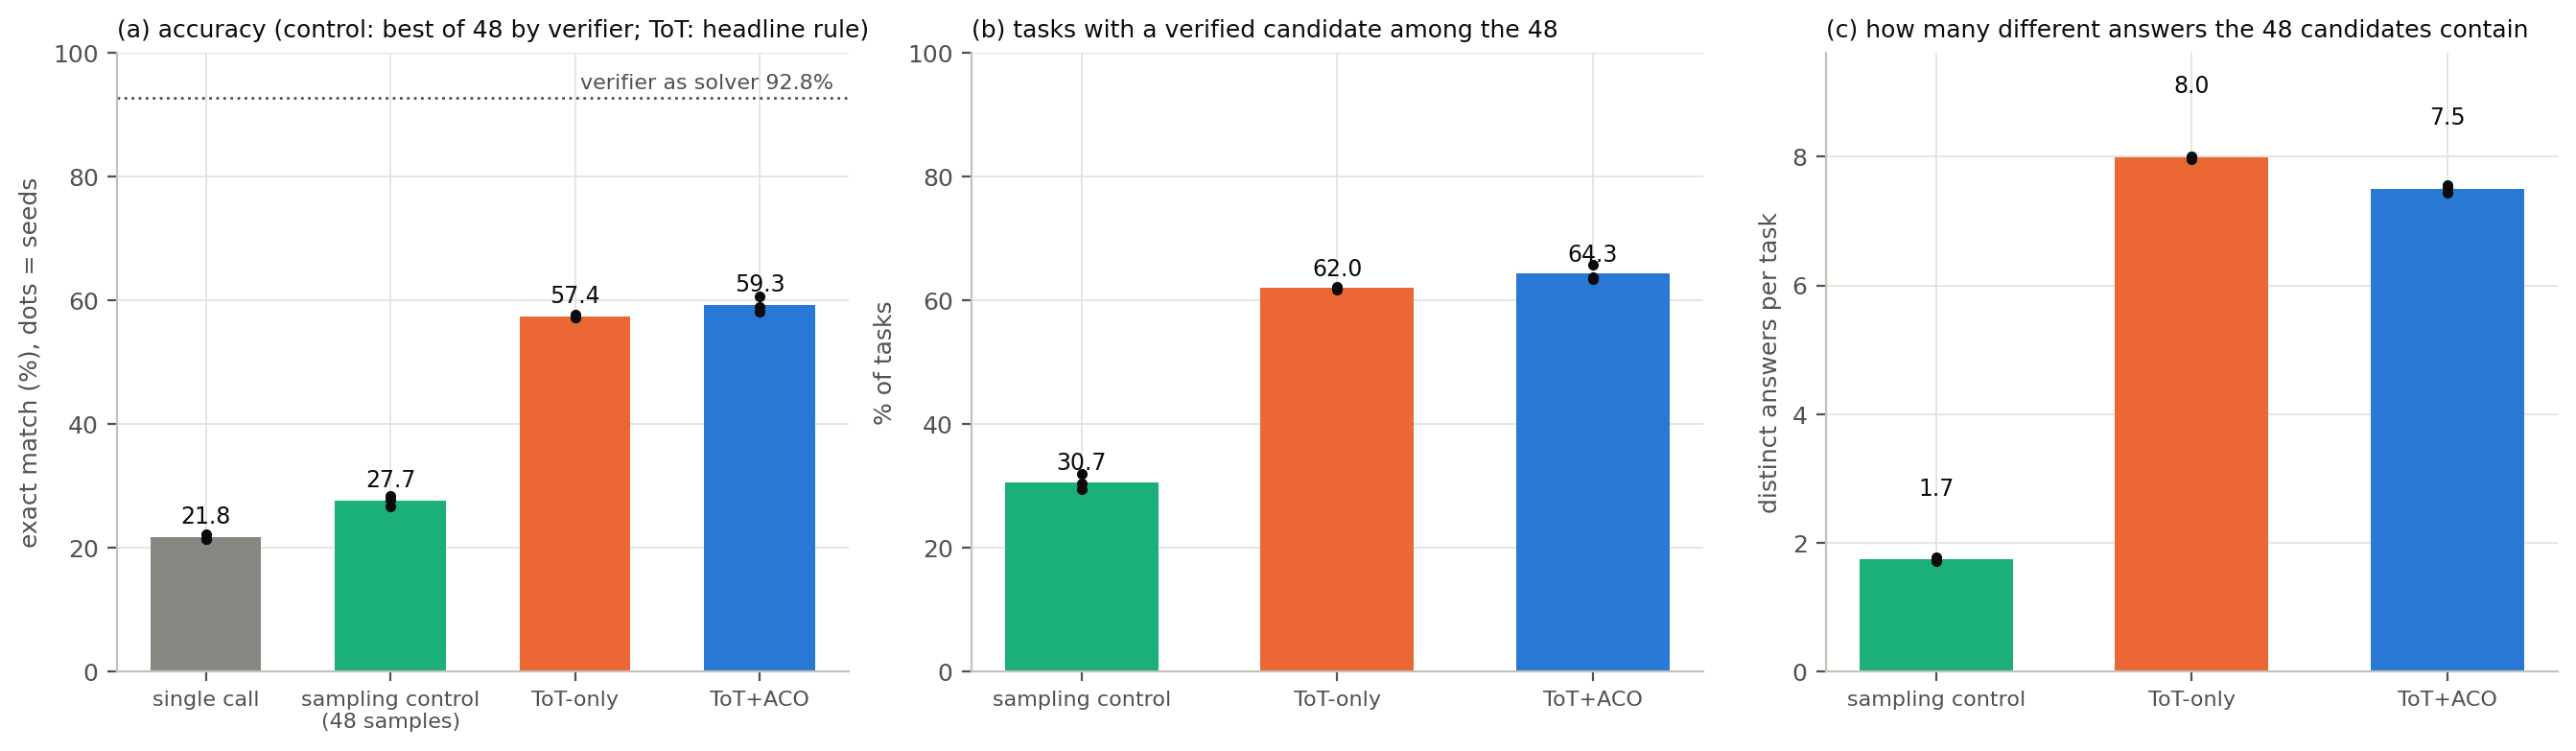 (a) accuracy (control: best of 48 by verifier; ToT: headline rule)
100
80
60
40
20
0
exact match (%), dots = seeds
verifier as solver 92.8%
21.8
27.7
57.4
59.3
single call
sampling control
(48 samples)
ToT-only
ToT+ACO
(b) tasks with a verified candidate among the 48
100
80
60
40
20
0
% of tasks
30.7
62.0
64.3
sampling control
ToT-only
ToT+ACO
(c) how many different answers the 48 candidates contain
8
6
4
2
0
distinct answers per task
1.7
8.0
7.5
sampling control
ToT-only
ToT+ACO